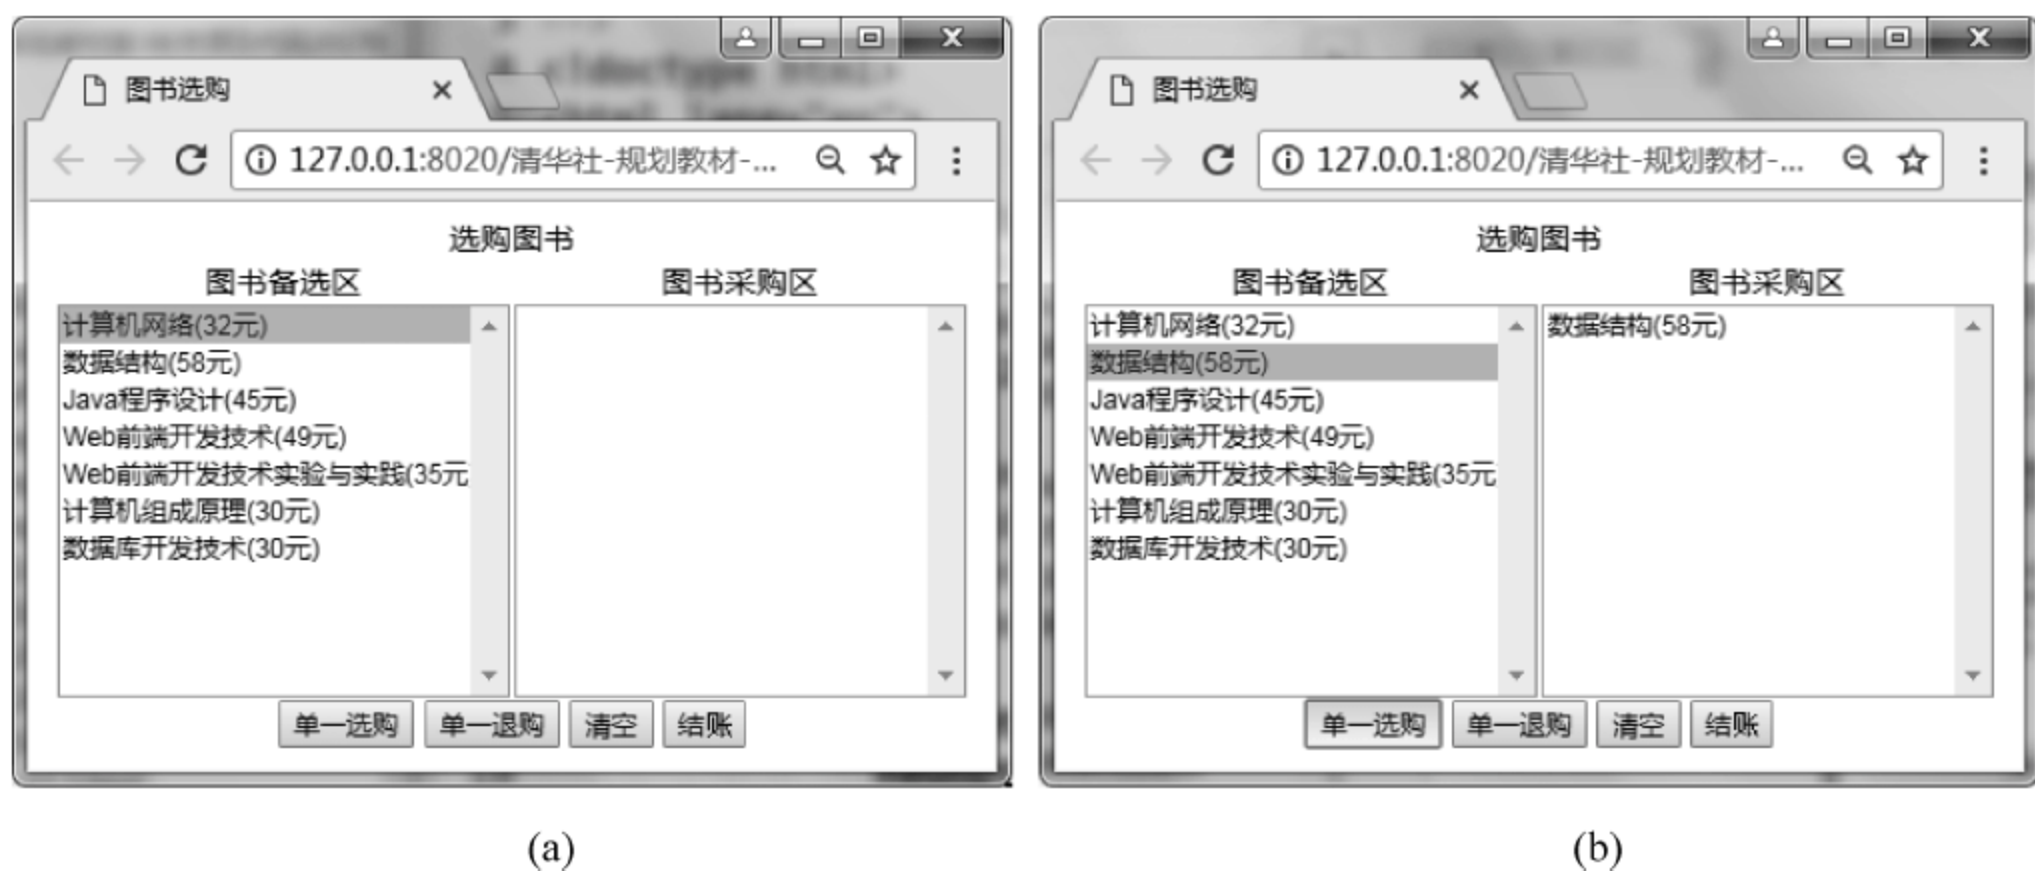 图书选购
127.0.0.1:8020/清华社-规划教材-...
选购图书
图书备选区 图书采购区
计算机网络(32元)
数据结构(58元)
Java程序设计(45元)
Web前端开发技术(49元)
Web前端开发技术实验与实践(35元
计算机组成原理(30元)
数据库开发技术(30元)
单一选购 单一退购 清空 结账
(a)
图书选购
127.0.0.1:8020/清华社-规划教材-...
选购图书
图书备选区 图书采购区
计算机网络(32元) 数据结构(58元)
数据结构(58元)
Java程序设计(45元)
Web前端开发技术(49元)
Web前端开发技术实验与实践(35元
计算机组成原理(30元)
数据库开发技术(30元)
单一选购 单一退购 清空 结账
(b)